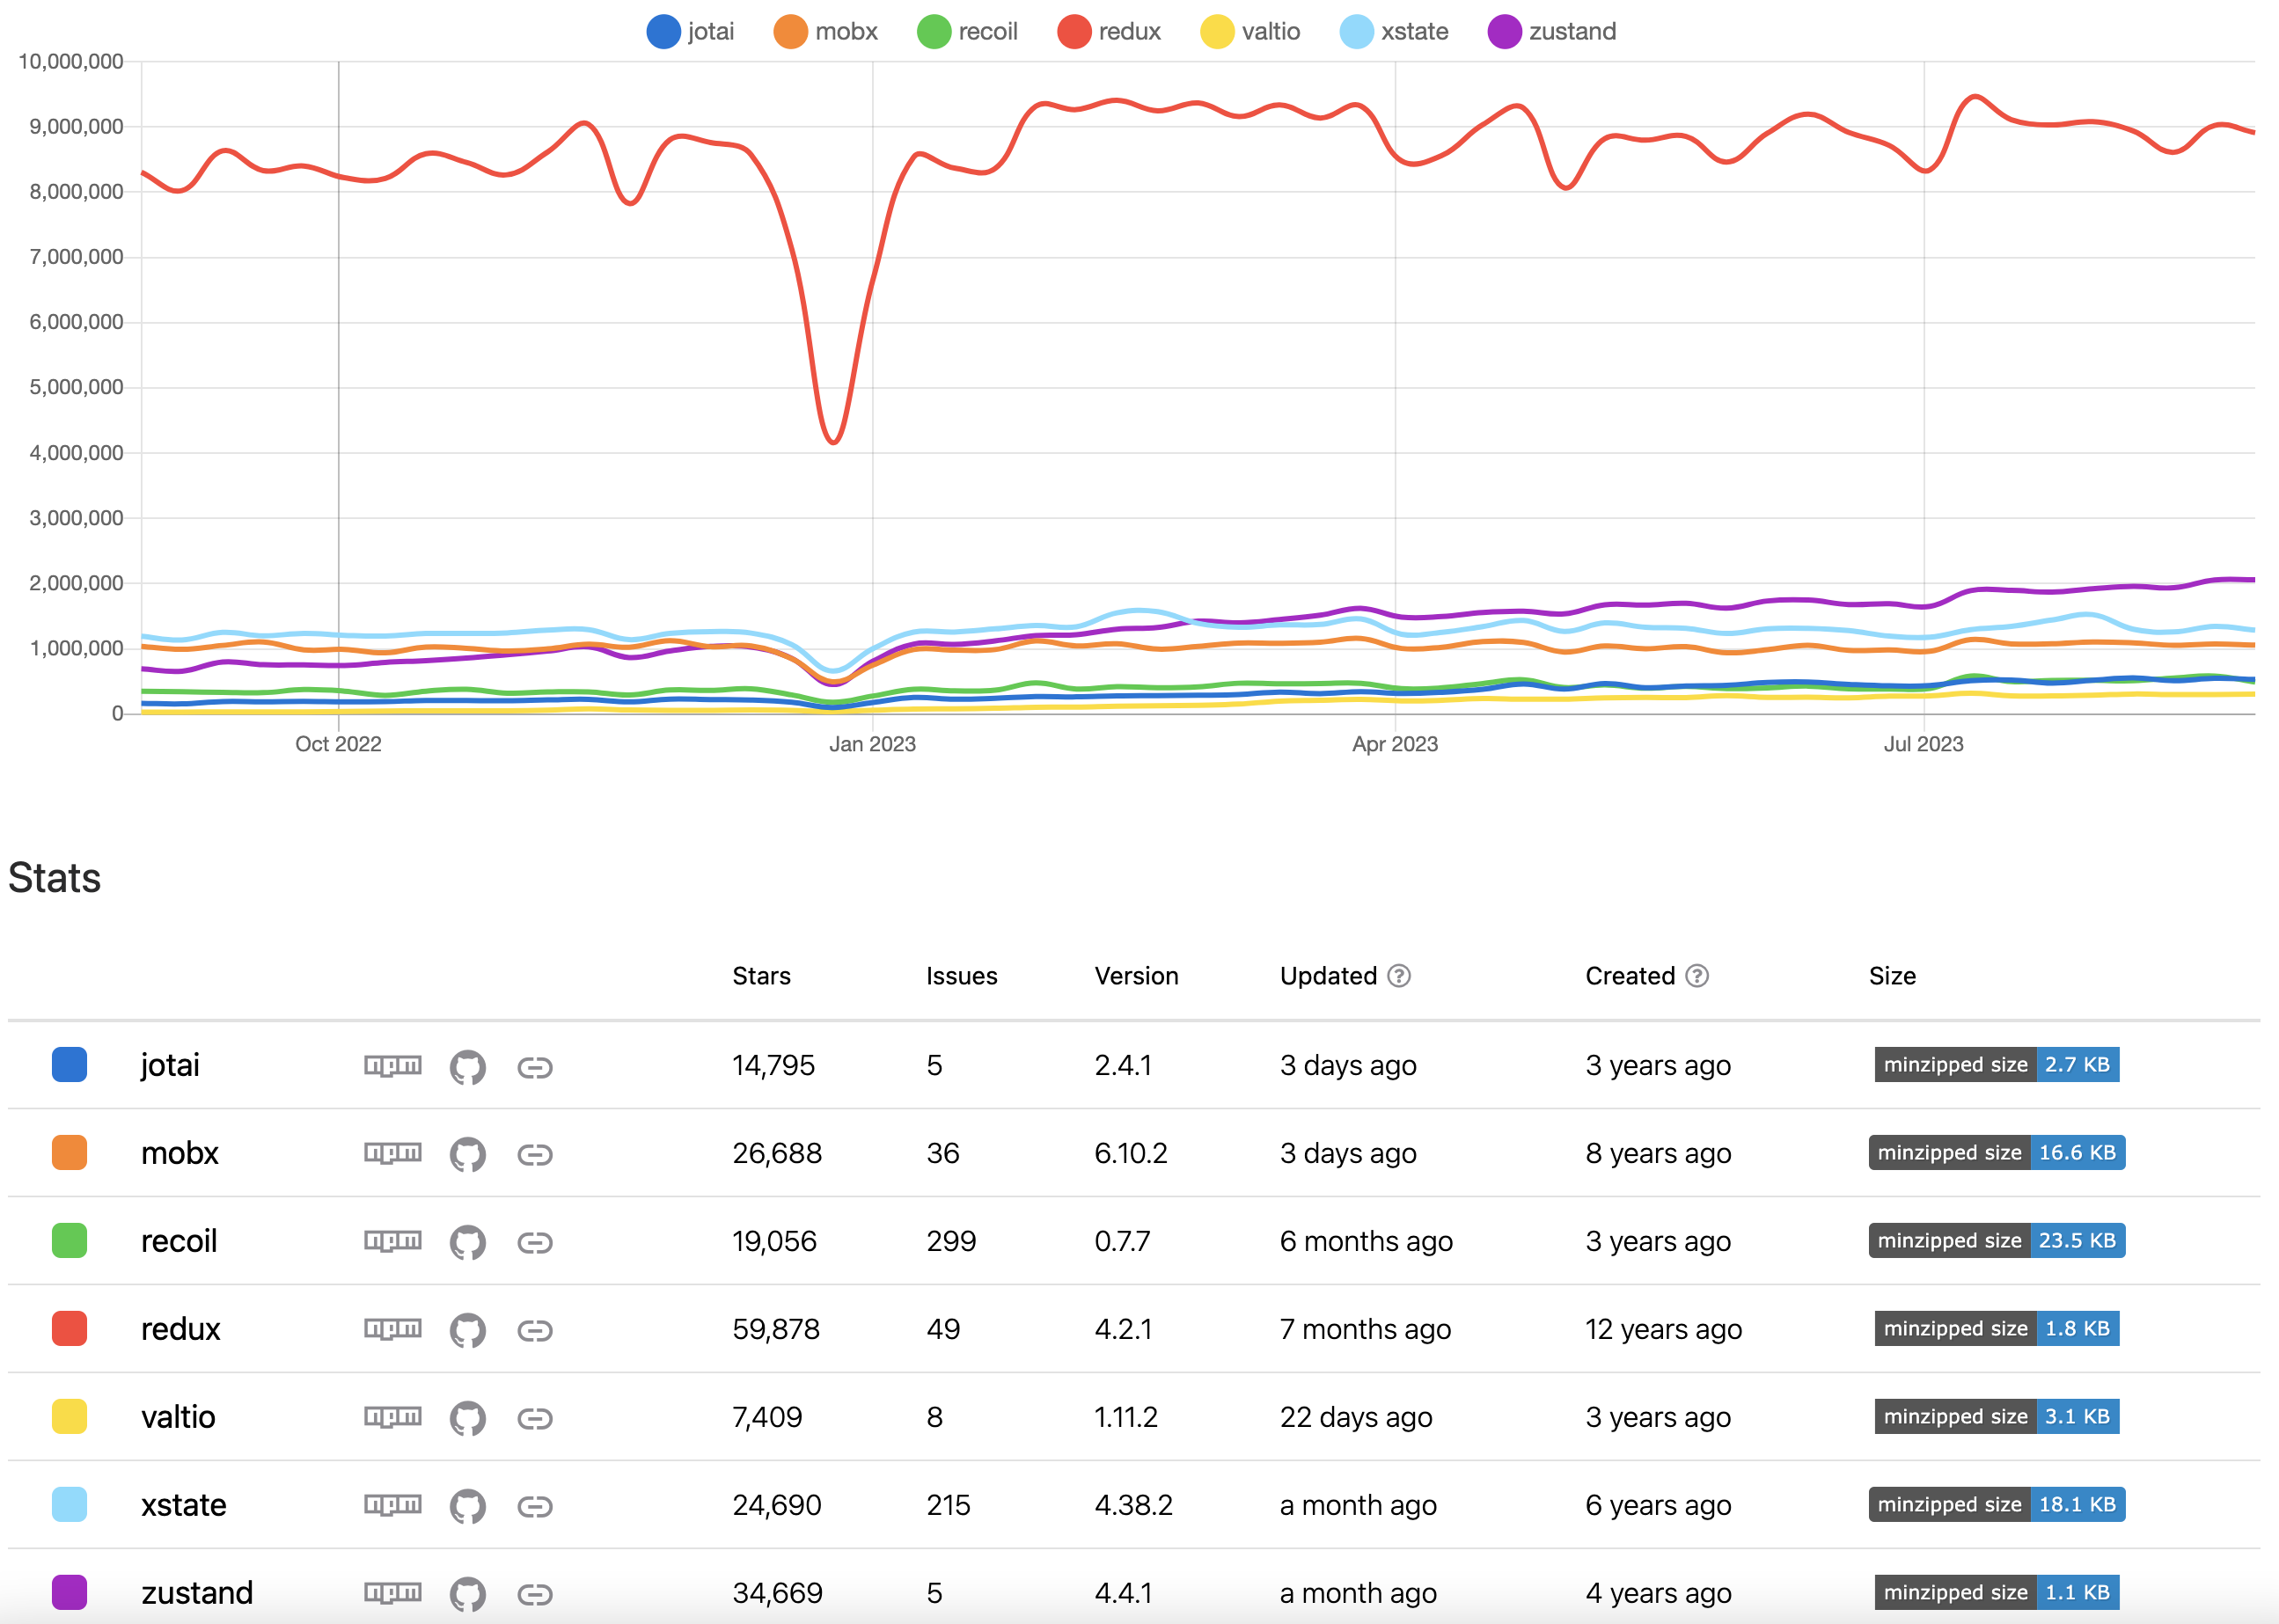 jotai mobx recoil redux valtio xstate zustand
10,000,000
9,000,000
8,000,000
7,000,000
6,000,000
5,000,000
4,000,000
3,000,000
2,000,000
1,000,000
0
Oct 2022 Jan 2023 Apr 2023 Jul 2023
Stats
Stars Issues Version Updated ? Created ? Size
jotai npm 14,795 5 2.4.1 3 days ago 3 years ago minzipped size 2.7 KB
mobx npm 26,688 36 6.10.2 3 days ago 8 years ago minzipped size 16.6 KB
recoil npm 19,056 299 0.7.7 6 months ago 3 years ago minzipped size 23.5 KB
redux npm 59,878 49 4.2.1 7 months ago 12 years ago minzipped size 1.8 KB
valtio npm 7,409 8 1.11.2 22 days ago 3 years ago minzipped size 3.1 KB
xstate npm 24,690 215 4.38.2 a month ago 6 years ago minzipped size 18.1 KB
zustand npm 34,669 5 4.4.1 a month ago 4 years ago minzipped size 1.1 KB